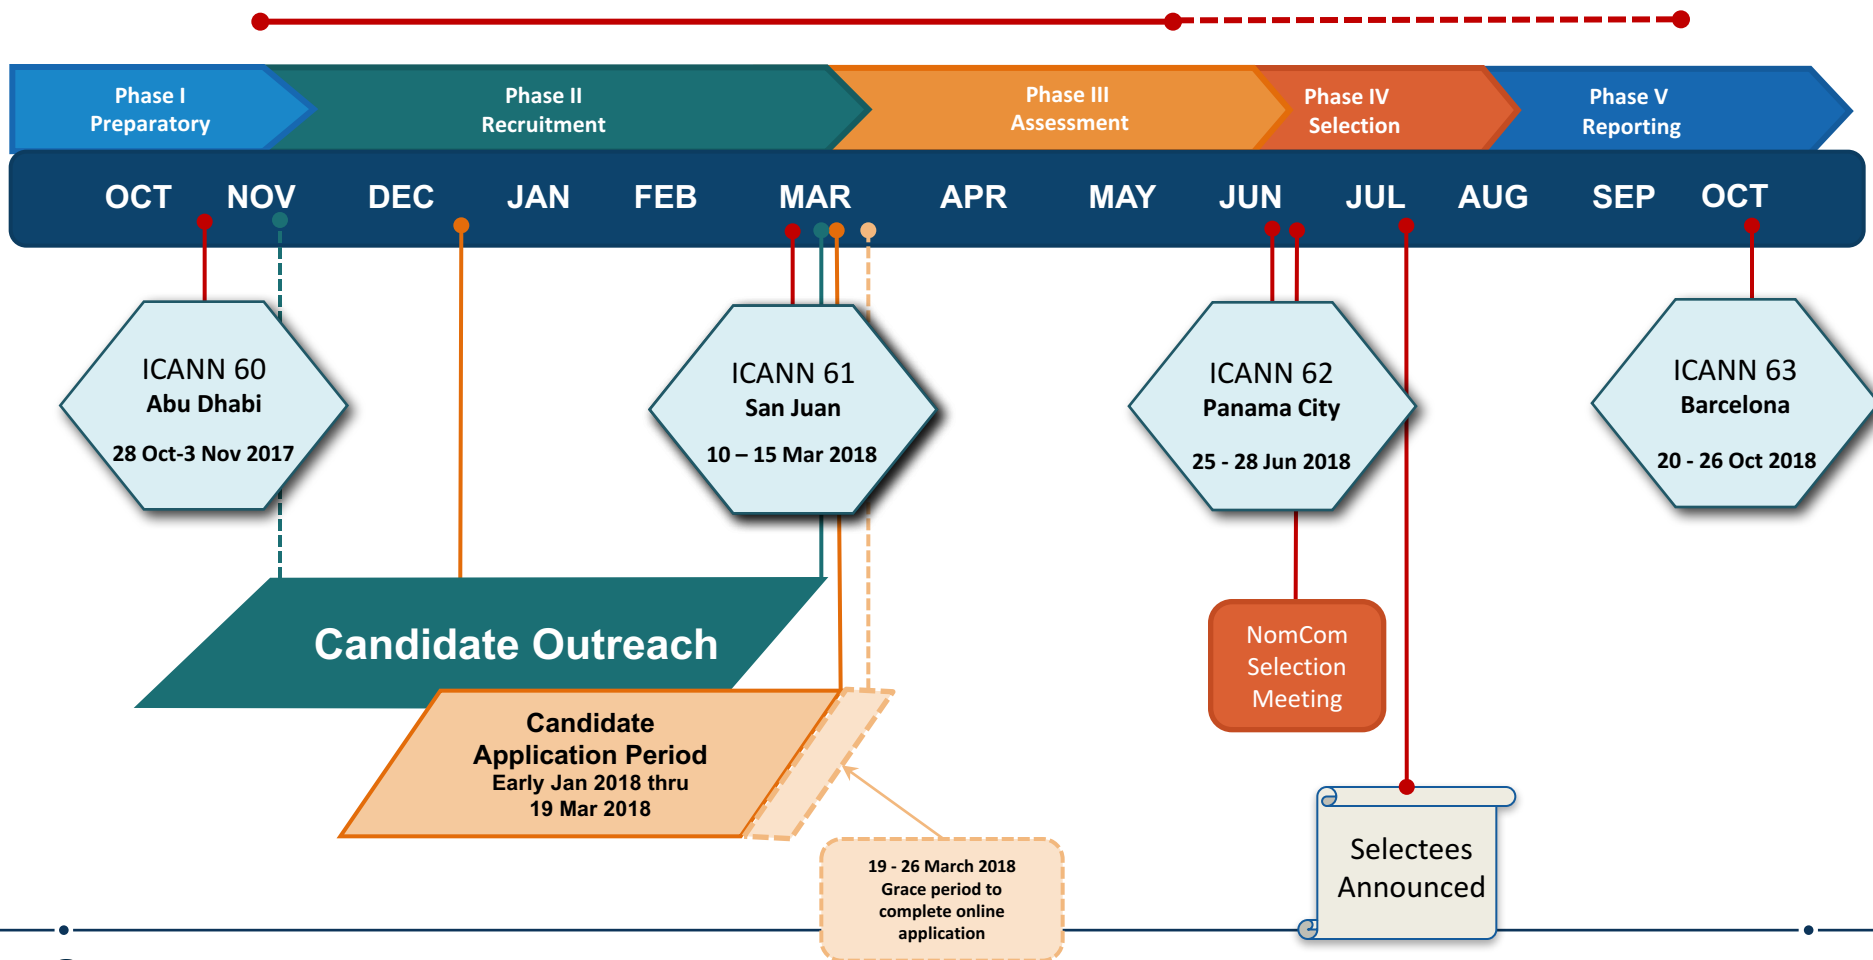 Phase I
Preparatory
Phase II
Recruitment
Phase III
Assessment
Phase IV
Selection
Phase V
Reporting
OCT NOV DEC JAN FEB MAR APR MAY JUN JUL AUG SEP OCT
ICANN 60
Abu Dhabi
28 Oct-3 Nov 2017
ICANN 61
San Juan
10 – 15 Mar 2018
ICANN 62
Panama City
25 - 28 Jun 2018
ICANN 63
Barcelona
20 - 26 Oct 2018
Candidate Outreach
NomCom
Selection
Meeting
Candidate
Application Period
Early Jan 2018 thru
19 Mar 2018
19 - 26 March 2018
Grace period to
complete online
application
Selectees
Announced